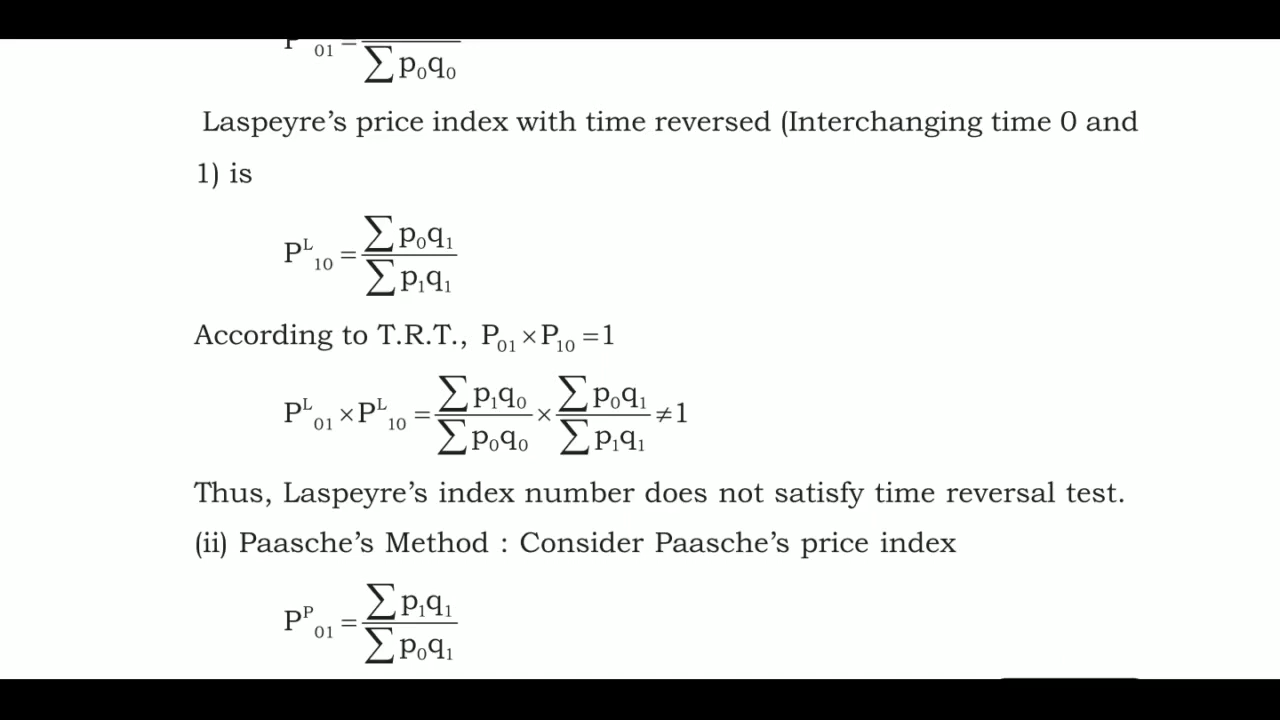 P 01 = ∑p₀q₀
Laspeyre's price index with time reversed (Interchanging time 0 and
1) is
Pᴸ₁₀ = ∑p₀q₁ / ∑p₁q₁
According to T.R.T., P₀₁ × P₁₀ = 1
Pᴸ₀₁ × Pᴸ₁₀ = ∑p₁q₀ / ∑p₀q₀ × ∑p₀q₁ / ∑p₁q₁ ≠ 1
Thus, Laspeyre's index number does not satisfy time reversal test.
(ii) Paasche's Method : Consider Paasche's price index
Pᴾ₀₁ = ∑p₁q₁ / ∑p₀q₁